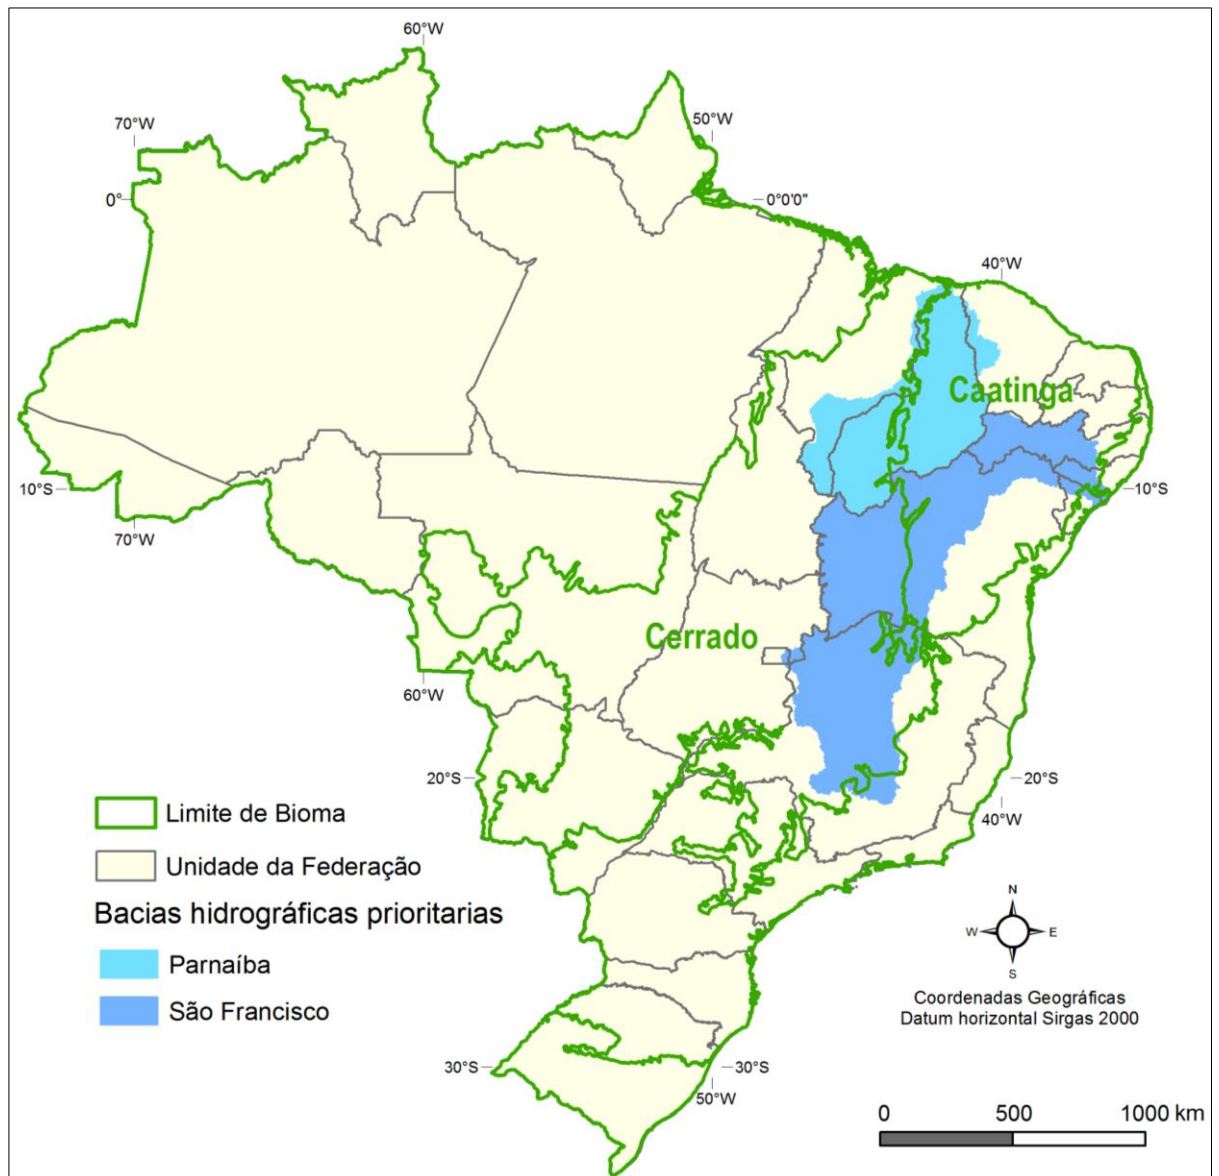 60°W
70°W
50°W
0°
0°0'0"
40°W
Caatinga
10°S
10°S
70°W
Cerrado
60°W
20°S
20°S
40°W
Limite de Bioma
Unidade da Federação
Bacias hidrográficas prioritarias
Parnaíba
São Francisco
N
W
E
S
Coordenadas Geográficas
Datum horizontal Sirgas 2000
30°S
30°S
50°W
0
500
1000 km